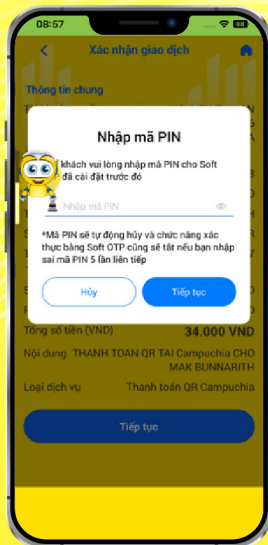 08:57
Xác nhận giao dịch
Thông tin chung
Nhập mã PIN
khách vui lòng nhập mã PIN cho Soft
đã cài đặt trước đó
Nhập mã PIN
*Mã PIN sẽ tự động hủy và chức năng xác
thực bằng Soft OTP cũng sẽ tắt nếu bạn nhập
sai mã PIN 5 lần liên tiếp
Hủy
Tiếp tục
Tổng số tiền (VND) 34.000 VND
Nội dung THANH TOAN QR TAI Campuchia CHO
MAK BUNNARITH
Loại dịch vụ Thanh toán QR Campuchia
Tiếp tục